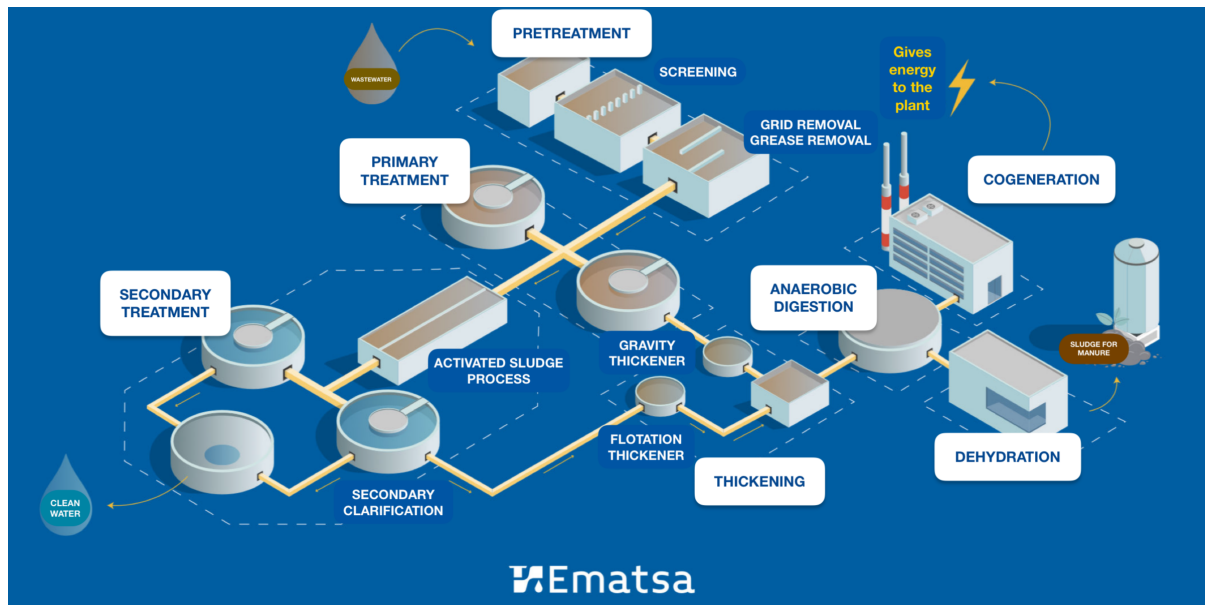 WASTEWATER
PRETREATMENT
SCREENING
GRID REMOVAL
GREASE REMOVAL
Gives
energy
to the
plant
COGENERATION
PRIMARY
TREATMENT
SECONDARY
TREATMENT
ANAEROBIC
DIGESTION
GRAVITY
THICKENER
ACTIVATED SLUDGE
PROCESS
SLUDGE FOR
MANURE
FLOTATION
THICKENER
THICKENING
DEHYDRATION
SECONDARY
CLARIFICATION
CLEAN
WATER
Ematsa